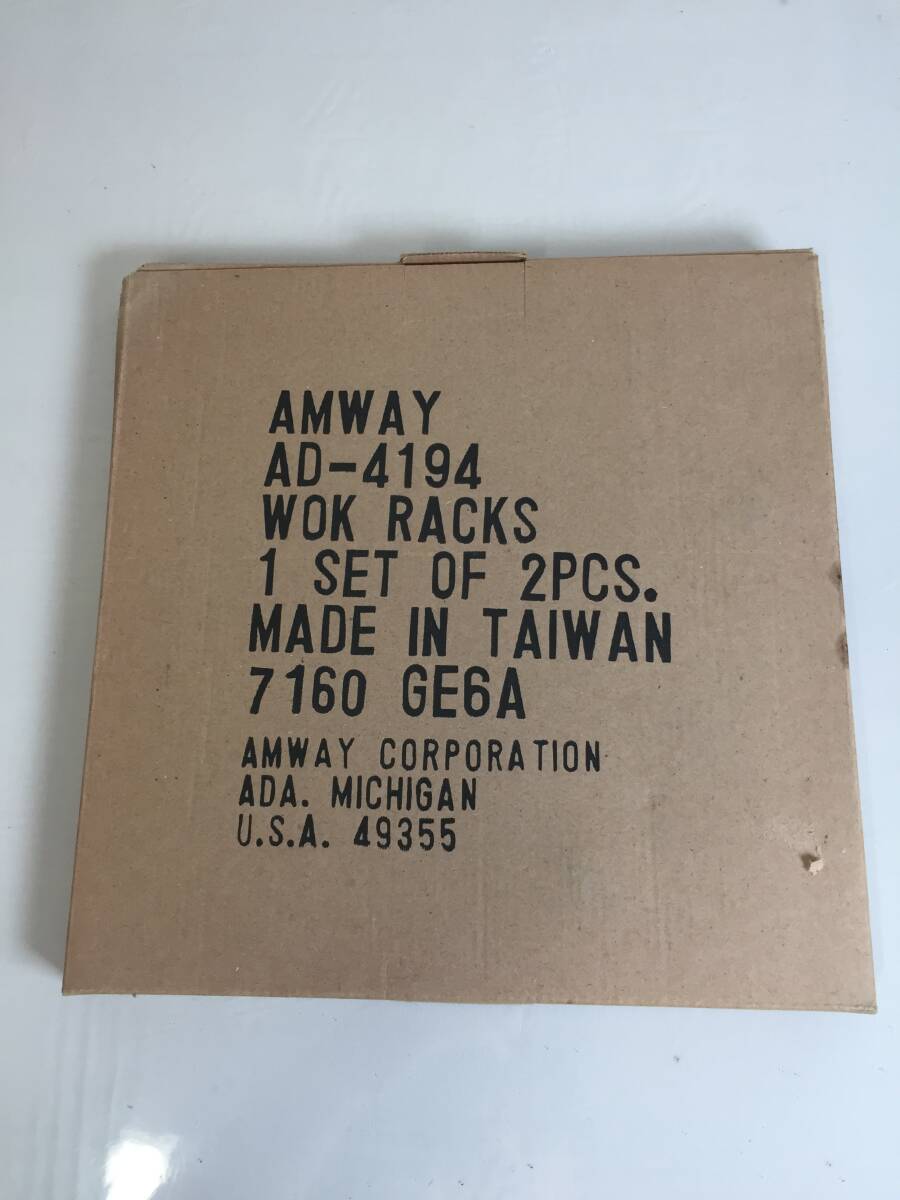 AMWAY
AD-4194
WOK RACKS
1 SET OF 2PCS.
MADE IN TAIWAN
7160 GE6A
AMWAY CORPORATION
ADA. MICHIGAN
U.S.A. 49355